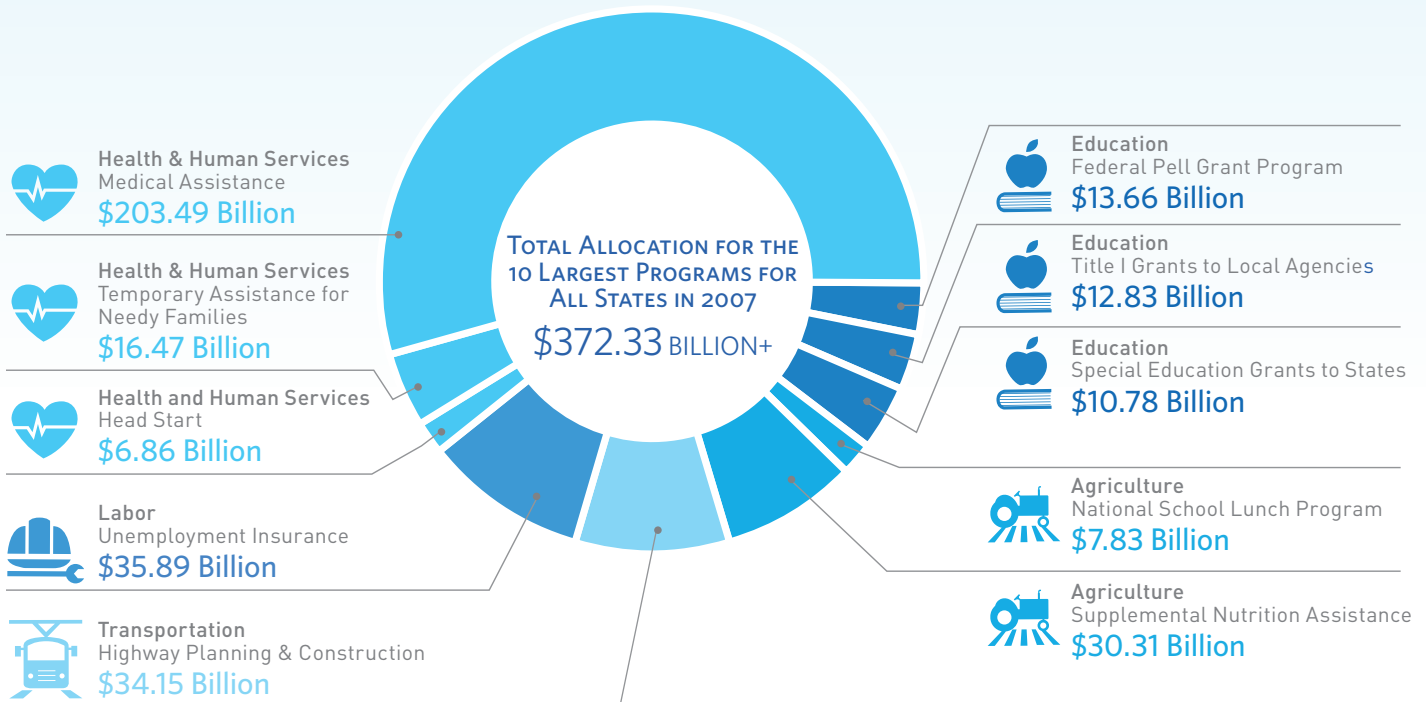 Health & Human Services
Medical Assistance
$203.49 Billion
Health & Human Services
Temporary Assistance for
Needy Families
$16.47 Billion
Health and Human Services
Head Start
$6.86 Billion
Labor
Unemployment Insurance
$35.89 Billion
Transportation
Highway Planning & Construction
$34.15 Billion
Total Allocation for the
10 Largest Programs for
All States in 2007
$372.33 BILLION+
Education
Federal Pell Grant Program
$13.66 Billion
Education
Title I Grants to Local Agencies
$12.83 Billion
Education
Special Education Grants to States
$10.78 Billion
Agriculture
National School Lunch Program
$7.83 Billion
Agriculture
Supplemental Nutrition Assistance
$30.31 Billion